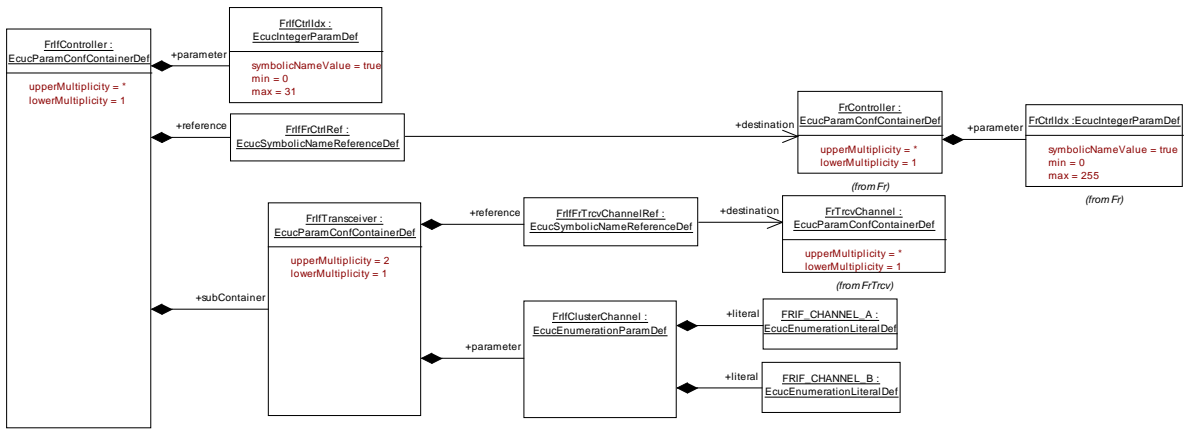 FrIfController :
EcucParamConfContainerDef
upperMultiplicity = *
lowerMultiplicity = 1
+parameter
FrIfCtrlIdx :
EcucIntegerParamDef
symbolicNameValue = true
min = 0
max = 31
+reference
FrIfFrCtrlRef :
EcucSymbolicNameReferenceDef
+destination
FrController :
EcucParamConfContainerDef
upperMultiplicity = *
lowerMultiplicity = 1
(from Fr)
+parameter
FrCtrlIdx :EcucIntegerParamDef
symbolicNameValue = true
min = 0
max = 255
(from Fr)
+subContainer
FrIfTransceiver :
EcucParamConfContainerDef
upperMultiplicity = 2
lowerMultiplicity = 1
+reference
FrIfFrTrcvChannelRef :
EcucSymbolicNameReferenceDef
+destination
FrTrcvChannel :
EcucParamConfContainerDef
upperMultiplicity = *
lowerMultiplicity = 1
(from FrTrcv)
+parameter
FrIfClusterChannel :
EcucEnumerationParamDef
+literal
FRIF_CHANNEL_A :
EcucEnumerationLiteralDef
+literal
FRIF_CHANNEL_B :
EcucEnumerationLiteralDef